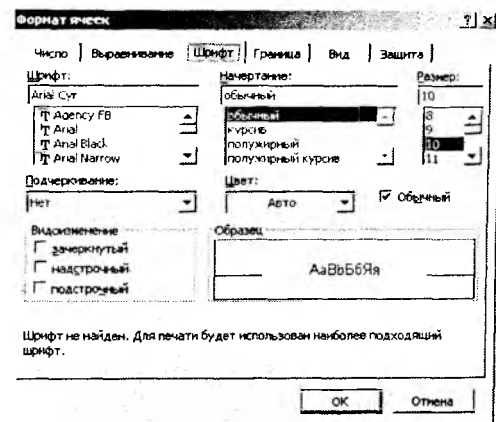 Формат ячеек
Число Выравнивание Шрифт Граница Вид Защита
Шрифт: Начертание: Размер:
Arial Cyr обычный 10
Agency FB обычный 8
Arial курсив 9
Arial Black полужирный 10
Arial Narrow полужирный курсив 11
Подчеркивание: Цвет:
Нет Авто Обычный
Видоизменение Образец
зачеркнутый
надстрочный АаВbБбЯя
подстрочный
Шрифт не найден. Для печати будет использован наиболее подходящий
шрифт.
ОК Отмена